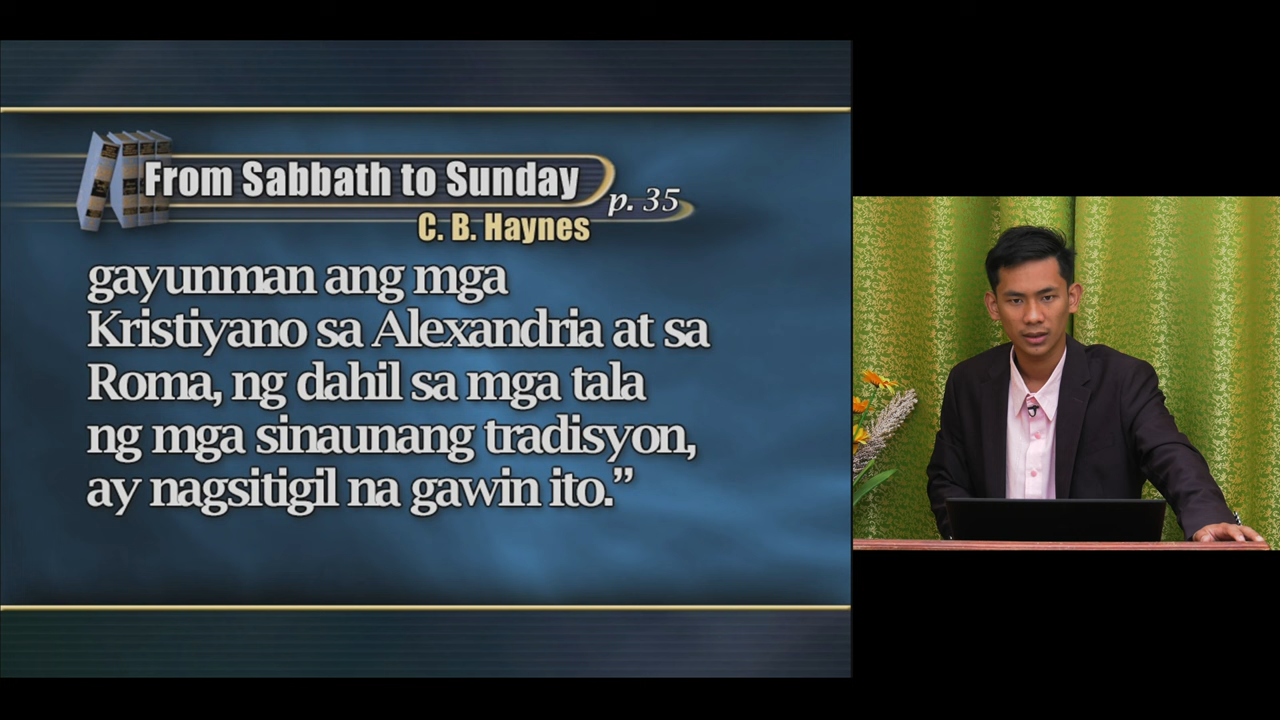 From Sabbath to Sunday
p. 35
C. B. Haynes
gayunman ang mga
Kristiyano sa Alexandria at sa
Roma, ng dahil sa mga tala
ng mga sinaunang tradisyon,
ay nagsitigil na gawin ito.”